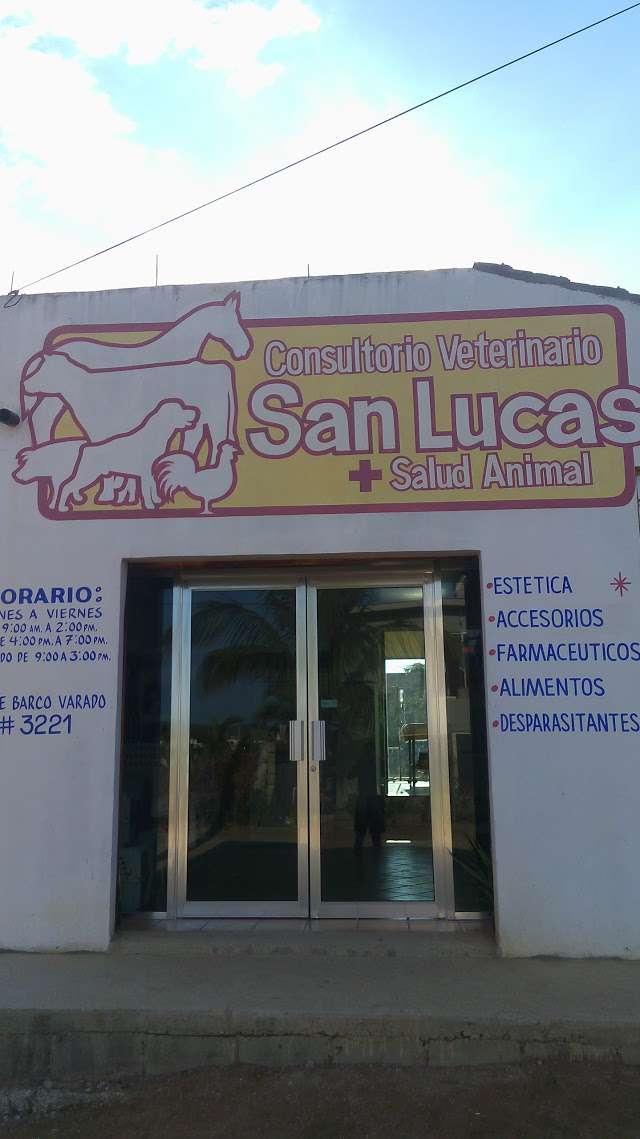 Consultorio Veterinario
San Lucas
+ Salud Animal
ORARIO:
NES A VIERNES
9:00 AM. A 2:00 PM.
E 4:00 PM. A 7:00 PM.
DO DE 9:00 A 3:00 PM.
E BARCO VARADO
# 3221
•ESTETICA
•ACCESORIOS
•FARMACEUTICOS
•ALIMENTOS
•DESPARASITANTES